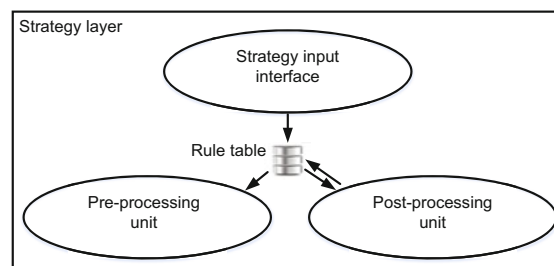 Strategy layer
Strategy input
interface
Rule table
Pre-processing
unit
Post-processing
unit